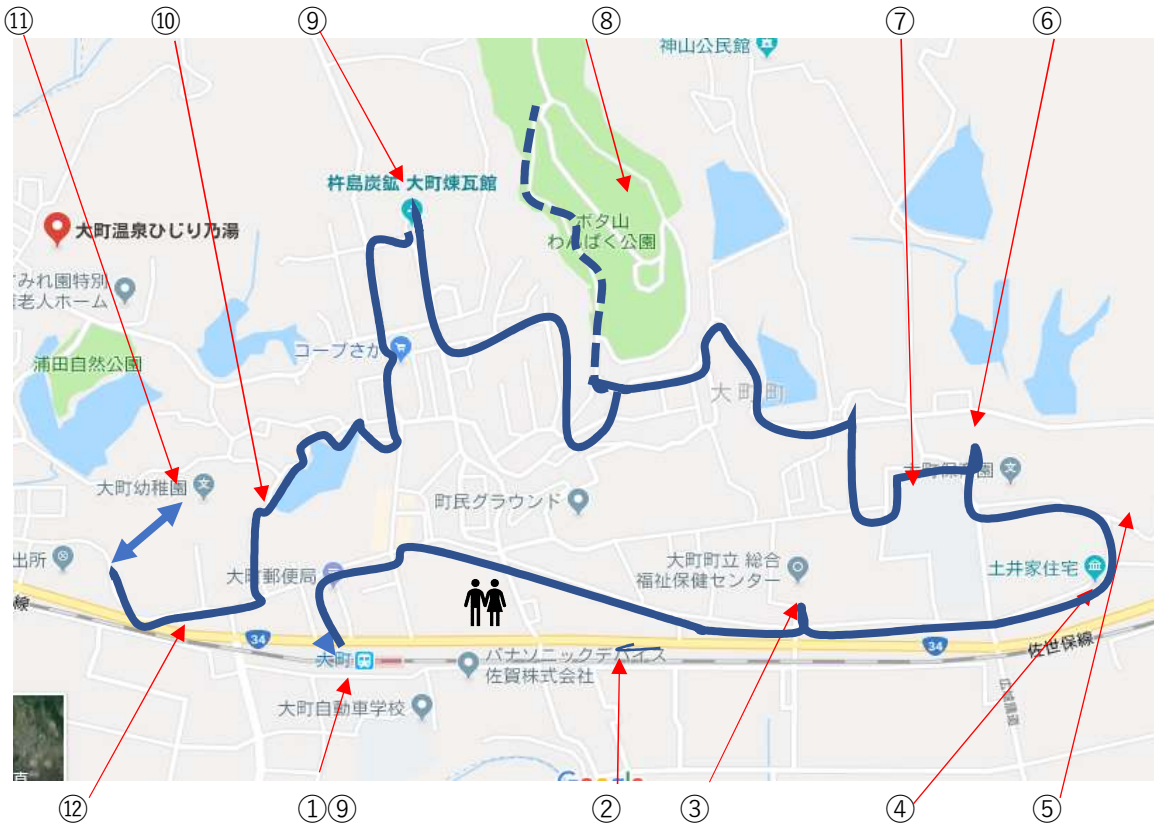 ⑪
⑩
⑨
⑧
⑦
⑥
神山公民館
杵島炭鉱 大町煉瓦館
大町温泉ひじり乃湯
ボタ山
わんぱく公園
みれ園特別
老人ホーム
コープさが
浦田自然公園
大町町
大町幼稚園
町民グラウンド
大町保育園
出所
大町郵便局
大町町立 総合
福祉保健センター
土井家住宅
線
34
34
佐世保線
大町
パナソニックデバイス
佐賀株式会社
大町自動車学校
広域農道
Google
⑫
①⑨
②
③
④
⑤